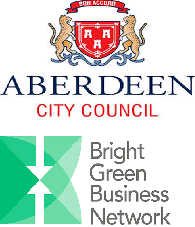 BON ACCORD
ABERDEEN
CITY COUNCIL
Bright
Green
Business
Network